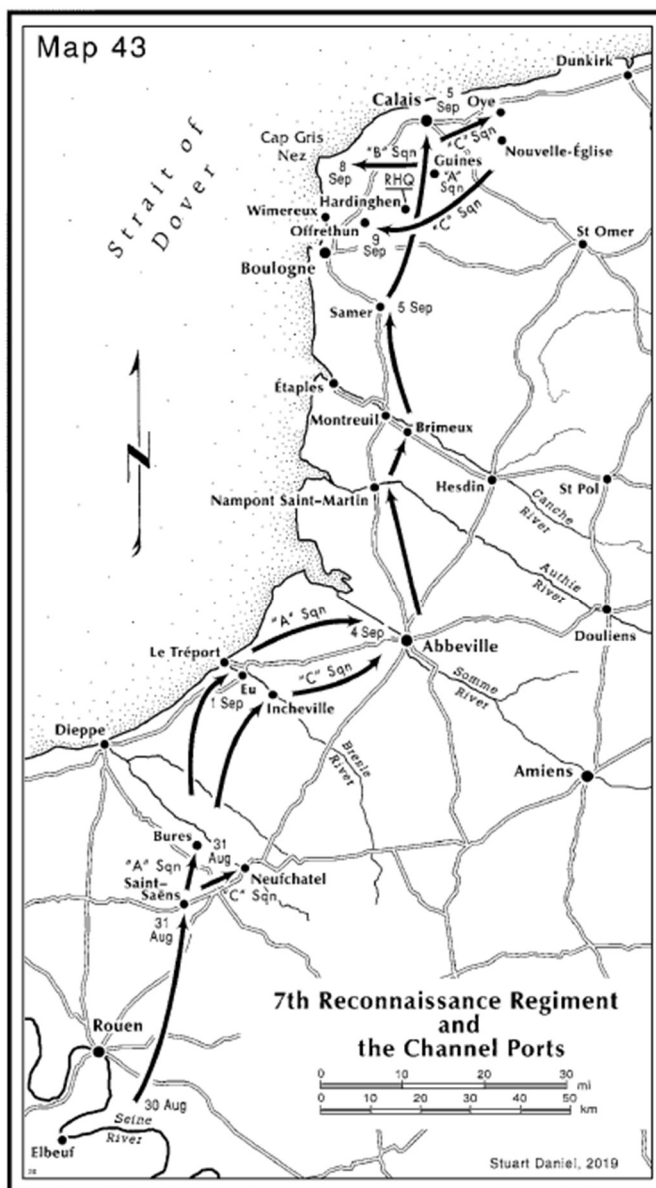 Map 43
Dunkirk
5
Sep
Oye
Calais
"C" Sqn
Cap Gris
Nez
"B" Sqn
8
Sep
Guines
"A"
Sqn
Nouvelle-Église
RHQ
Hardinghen
"C" Sqn
Wimereux
Offrethun
9
Sep
Strait of
Dover
Boulogne
St Omer
Samer
5 Sep
Étaples
Montreuil
Brimeux
N
Nampont Saint-Martin
Hesdin
St Pol
Canche
River
Authie
River
"A" Sqn
4 Sep
Abbeville
Douliens
Le Tréport
"C" Sqn
Eu
1 Sep
Incheville
Somme
River
Dieppe
Bresle
River
Amiens
Bures
31
Aug
"A" Sqn
Neufchatel
Saint-
Saëns
"C" Sqn
31
Aug
7th Reconnaissance Regiment
and
the Channel Ports
Rouen
0 10 20 30
mi
0 10 20 30 40 50
km
30 Aug
Seine
River
Elbeuf
Stuart Daniel, 2019